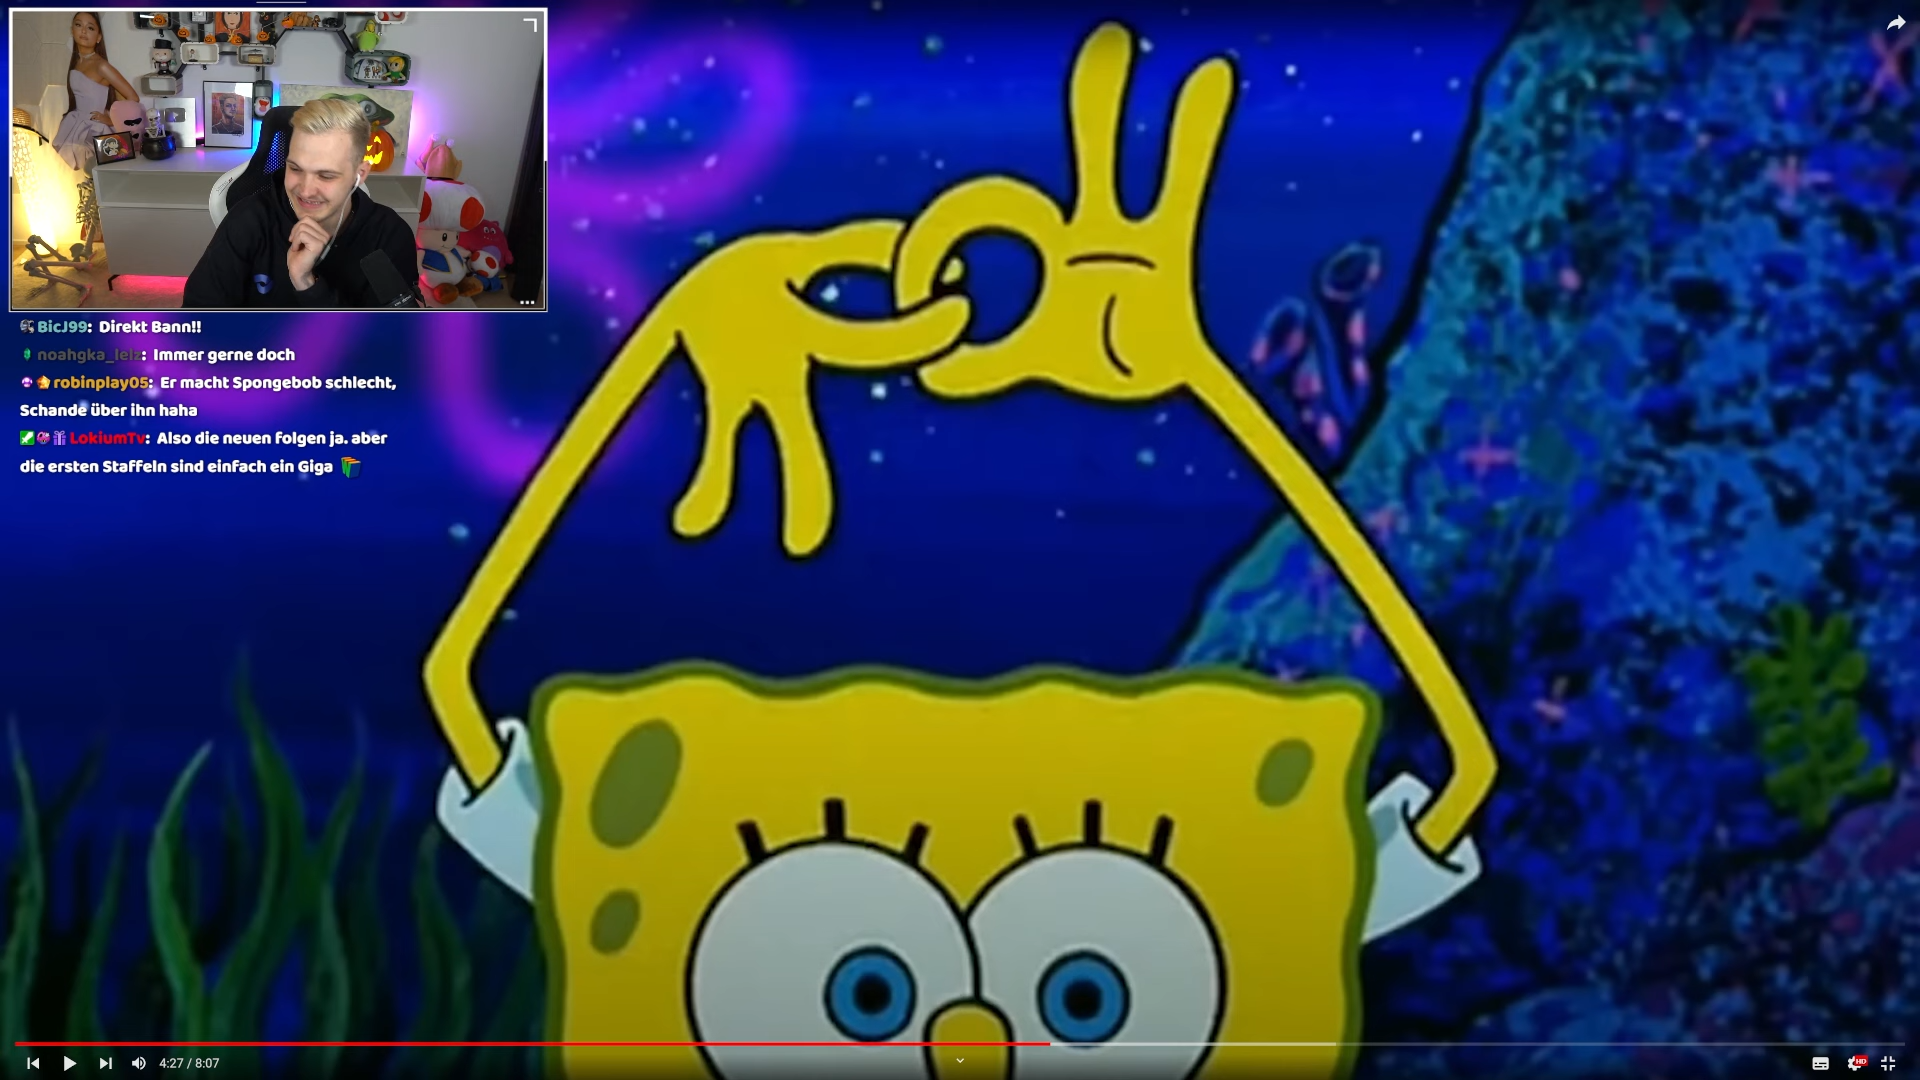 BicJ99: Direkt Bann!!
noahgka_lelz: Immer gerne doch
robinplay05: Er macht Spongebob schlecht,
Schande über ihn haha
LokiumTv: Also die neuen folgen ja. aber
die ersten Staffeln sind einfach ein Giga
4:27 / 8:07
HD